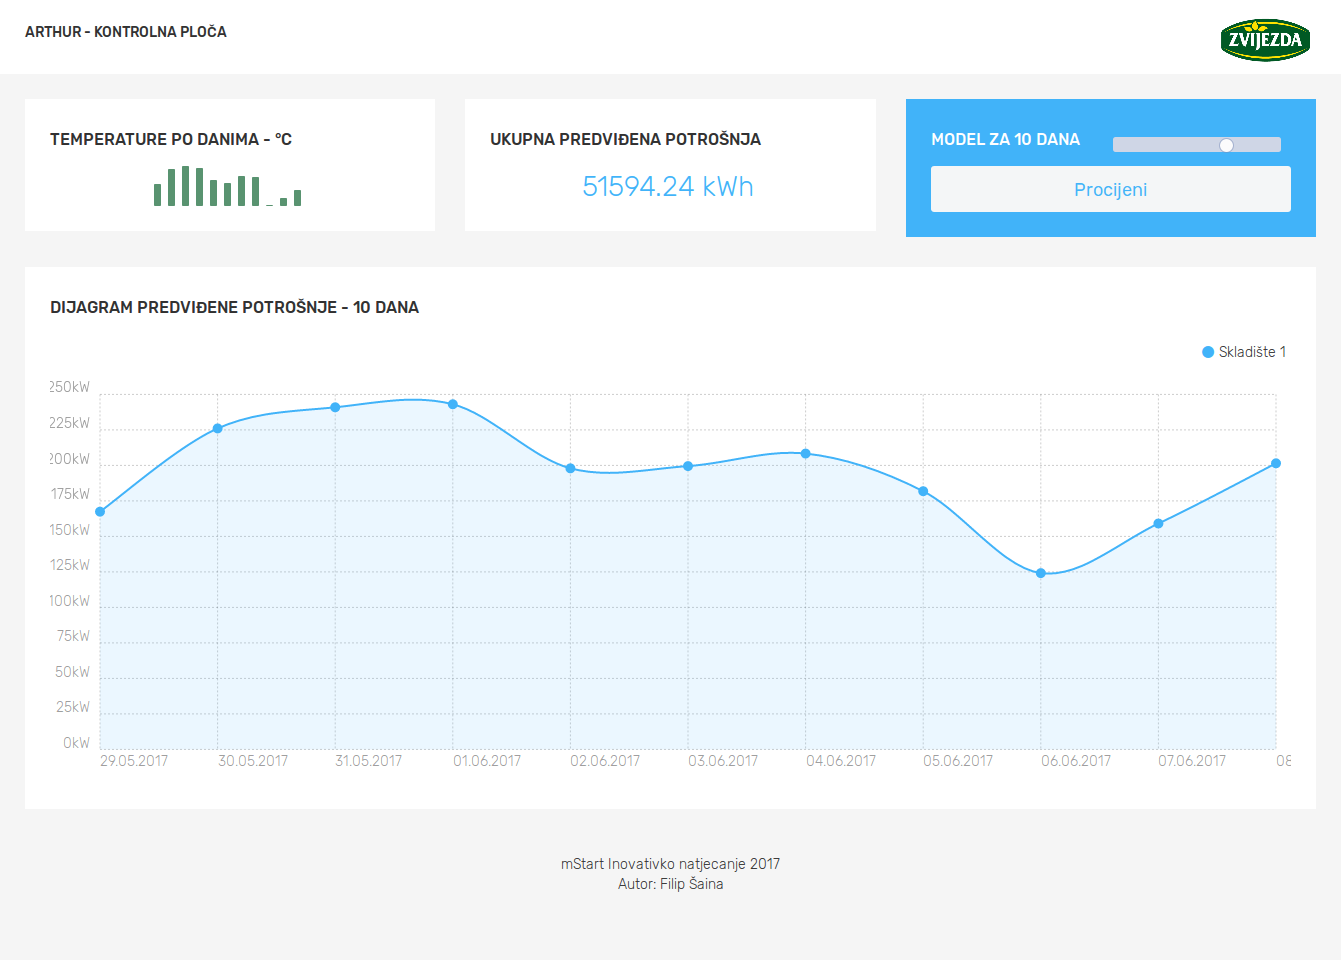 ARTHUR - KONTROLNA PLOČA
ZVIJEZDA
TEMPERATURE PO DANIMA - °C
UKUPNA PREDVIĐENA POTROŠNJA
51594.24 kWh
MODEL ZA 10 DANA
Procijeni
DIJAGRAM PREDVIĐENE POTROŠNJE - 10 DANA
Skladište 1
250kW
225kW
200kW
175kW
150kW
125kW
100kW
75kW
50kW
25kW
0kW
29.05.2017 30.05.2017 31.05.2017 01.06.2017 02.06.2017 03.06.2017 04.06.2017 05.06.2017 06.06.2017 07.06.2017
mStart Inovativko natjecanje 2017
Autor: Filip Šaina